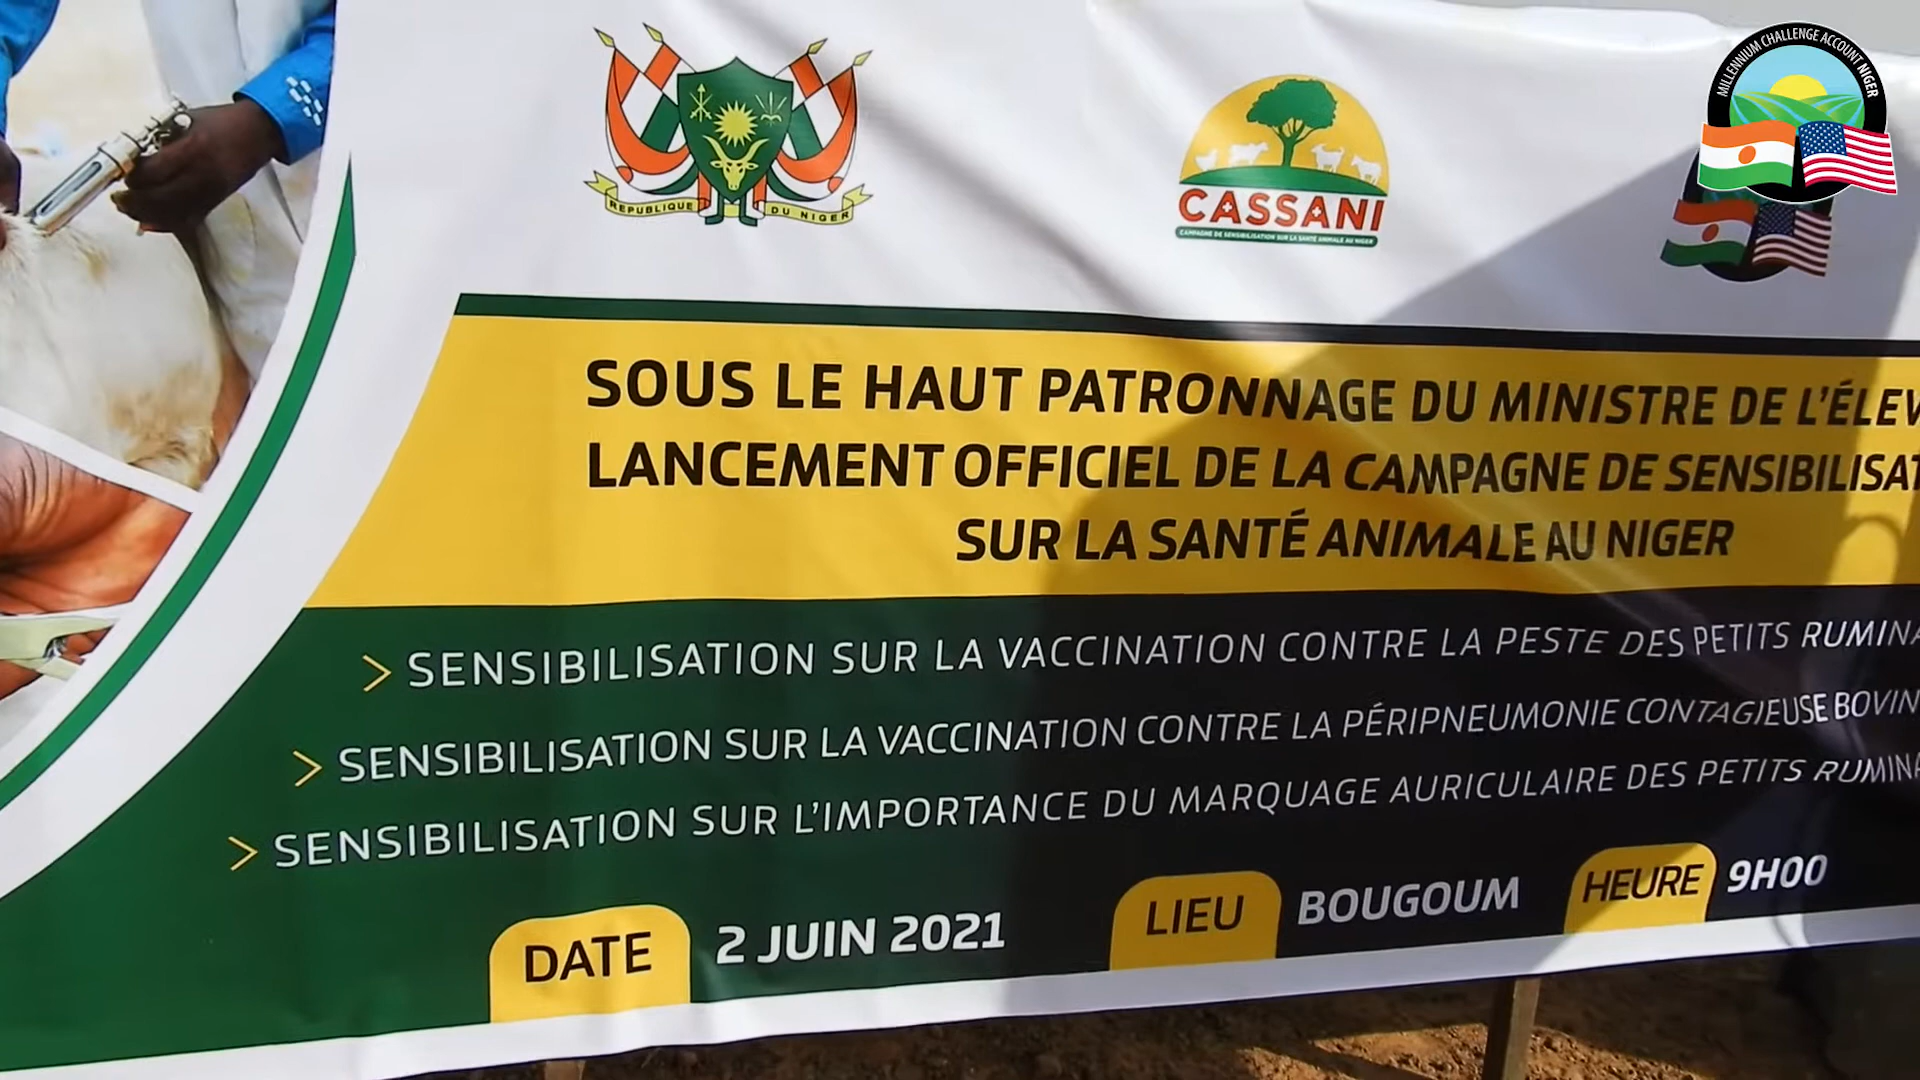 MILLENNIUM CHALLENGE ACCOUNT NIGER
REPUBLIQUE DU NIGER
CASSANI
CAMPAGNE DE SENSIBILISATION SUR LA SANTÉ ANIMALE AU NIGER
SOUS LE HAUT PATRONNAGE DU MINISTRE DE L'ÉLEV
LANCEMENT OFFICIEL DE LA CAMPAGNE DE SENSIBILISAT
SUR LA SANTÉ ANIMALE AU NIGER
> SENSIBILISATION SUR LA VACCINATION CONTRE LA PESTE DES PETITS RUMINA
> SENSIBILISATION SUR LA VACCINATION CONTRE LA PÉRIPNEUMONIE CONTAGIEUSE BOVIN
> SENSIBILISATION SUR L'IMPORTANCE DU MARQUAGE AURICULAIRE DES PETITS RUMINA
DATE 2 JUIN 2021 LIEU BOUGOUM HEURE 9H00